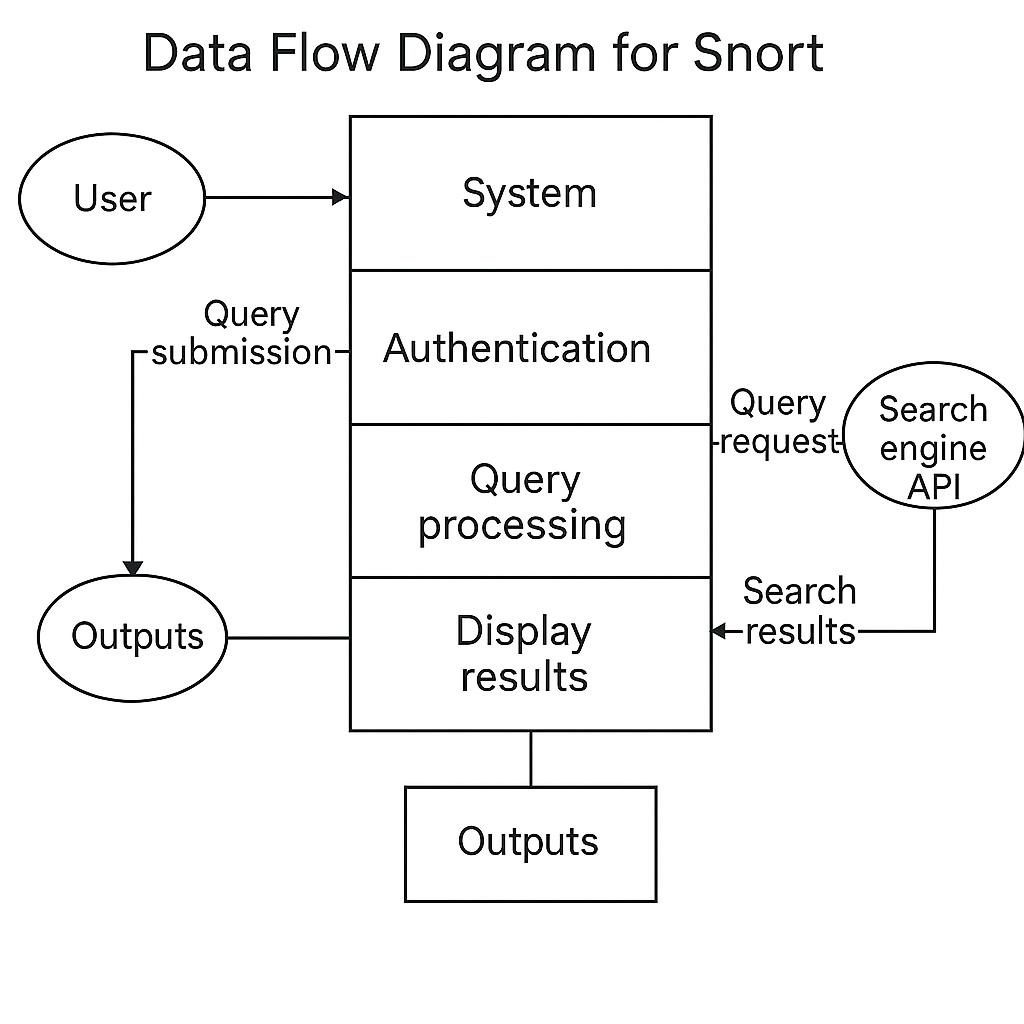 Data Flow Diagram for Snort
User
System
Query
submission
Authentication
Query
request
Search
engine
API
Query
processing
Search
results
Outputs
Display
results
Outputs